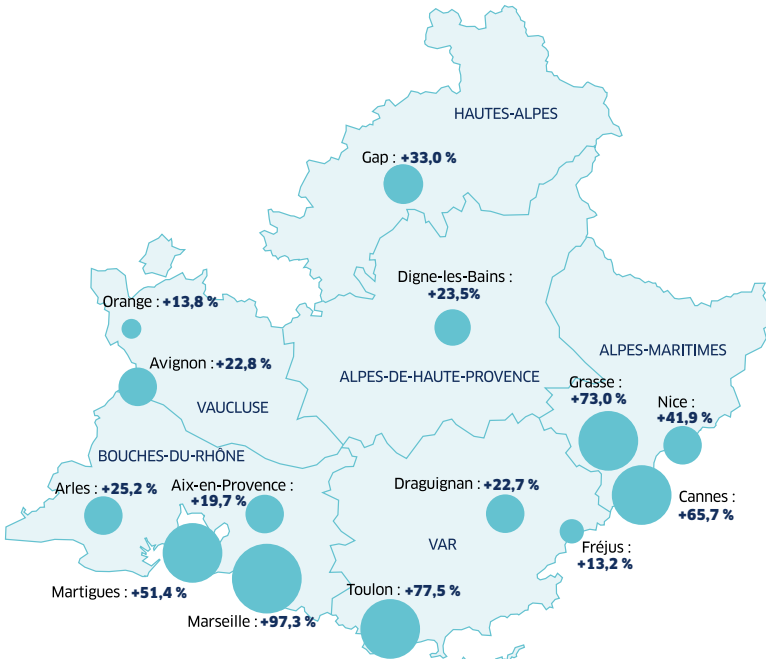 HAUTES-ALPES
Gap : +33,0 %
Digne-les-Bains :
+23,5%
Orange : +13,8 %
Avignon : +22,8 %
ALPES-DE-HAUTE-PROVENCE
ALPES-MARITIMES
Grasse :
+73,0 %
Nice :
+41,9 %
VAUCLUSE
BOUCHES-DU-RHÔNE
Arles : +25,2 %
Aix-en-Provence :
+19,7 %
Draguignan : +22,7 %
Cannes :
+65,7 %
VAR
Fréjus :
+13,2 %
Martigues : +51,4 %
Toulon : +77,5 %
Marseille : +97,3 %